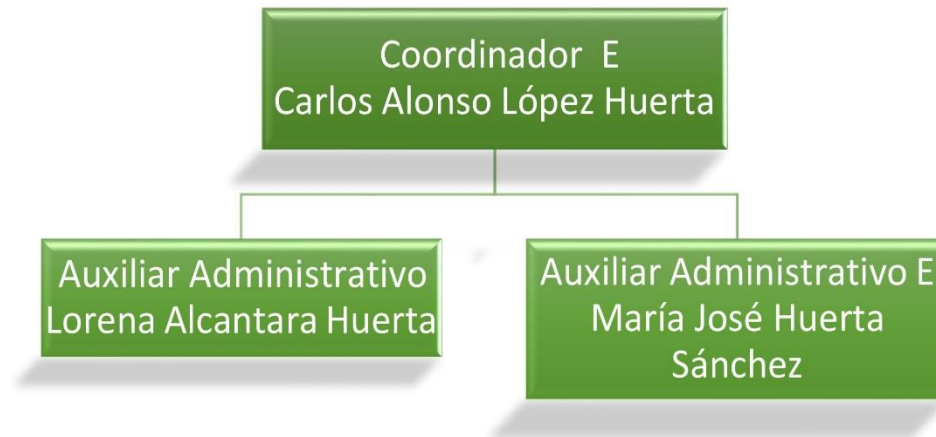 Coordinador E
Carlos Alonso López Huerta
Auxiliar Administrativo
Lorena Alcantara Huerta
Auxiliar Administrativo E
María José Huerta
Sánchez